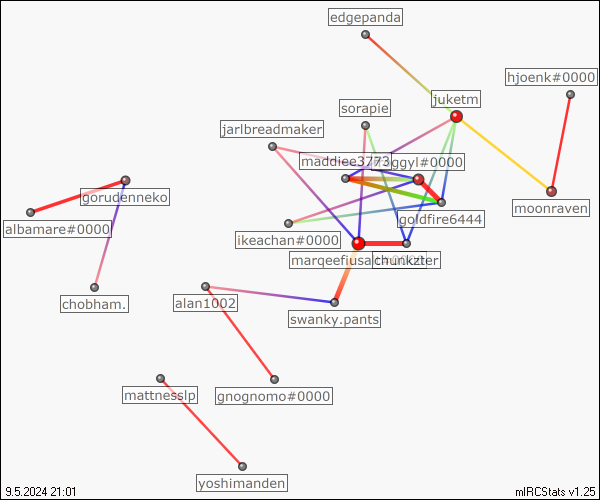 edgepanda
hjoenk#0000
juketm
sorapie
jarlbreadmaker
maddiee3773
ggyl#0000
gorudenneko
moonraven
albamare#0000
goldfire6444
ikeachan#0000
marqeefiusa
chunkzter
chobham.
alan1002
swanky.pants
mattnesslp
gnognomo#0000
yoshimanden
9.5.2024 21:01
mIRCStats v1.25